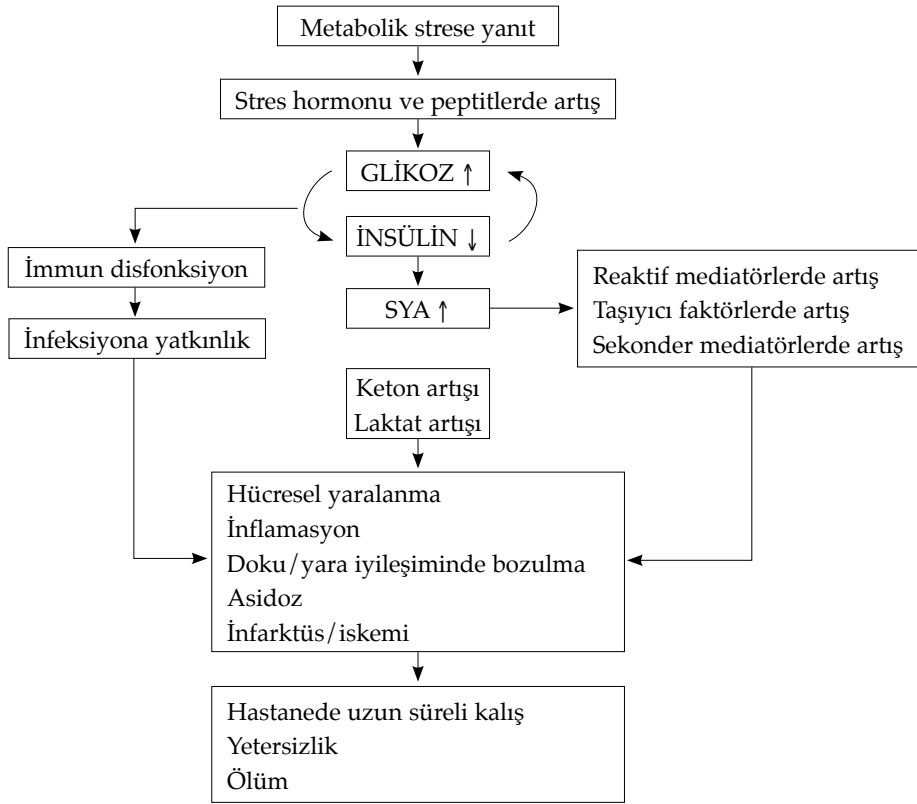 Metabolik strese yanıt
Stres hormonu ve peptitlerde artış
GLİKOZ ↑
İNSÜLİN ↓
SYA ↑
İmmun disfonksiyon
İnfeksiyona yatkınlık
Reaktif mediatörlerde artış
Taşıyıcı faktörlerde artış
Sekonder mediatörlerde artış
Keton artışı
Laktat artışı
Hücresel yaralanma
İnflamasyon
Doku/yara iyileşiminde bozulma
Asidoz
İnfarktüs/iskemi
Hastanede uzun süreli kalış
Yetersizlik
Ölüm